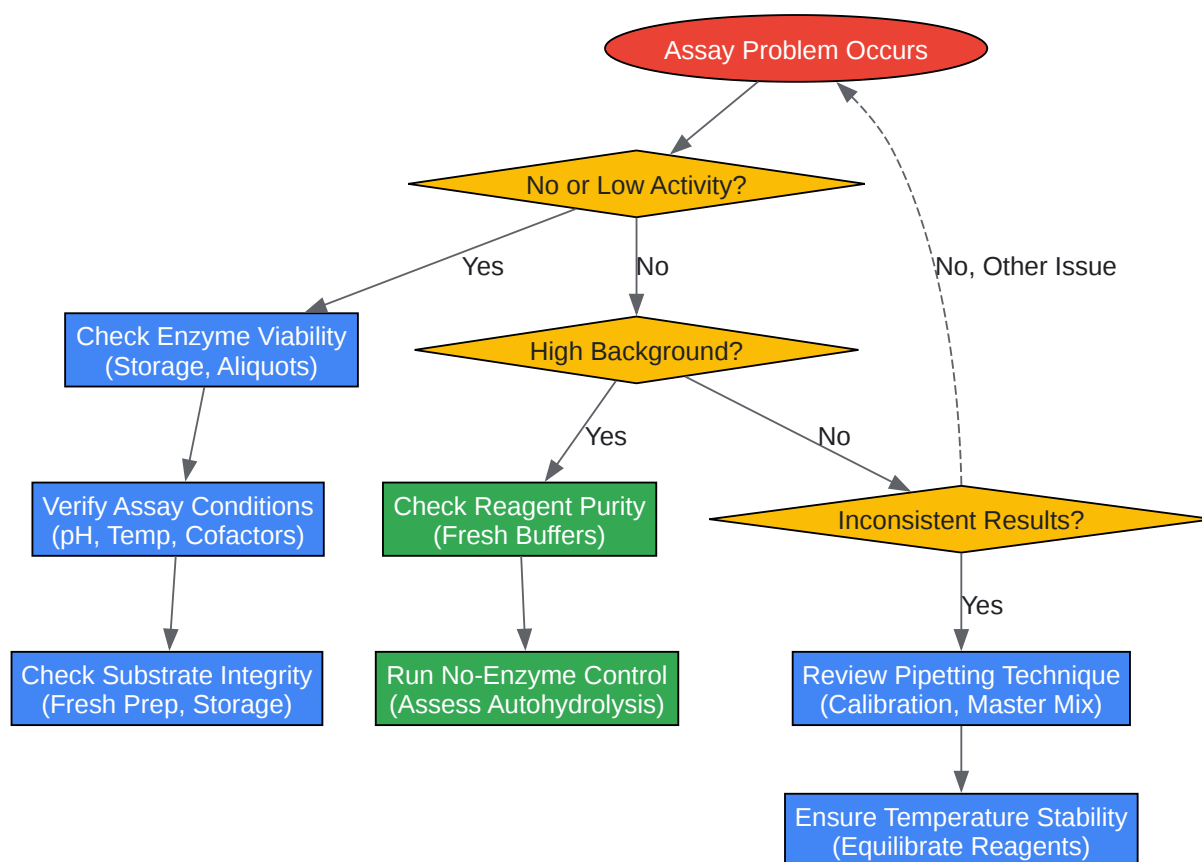 Assay Problem Occurs
No or Low Activity?
Yes
No
No, Other Issue
Check Enzyme Viability
(Storage, Aliquots)
High Background?
Yes
No
Verify Assay Conditions
(pH, Temp, Cofactors)
Check Reagent Purity
(Fresh Buffers)
Inconsistent Results?
Yes
Check Substrate Integrity
(Fresh Prep, Storage)
Run No-Enzyme Control
(Assess Autohydrolysis)
Review Pipetting Technique
(Calibration, Master Mix)
Ensure Temperature Stability
(Equilibrate Reagents)